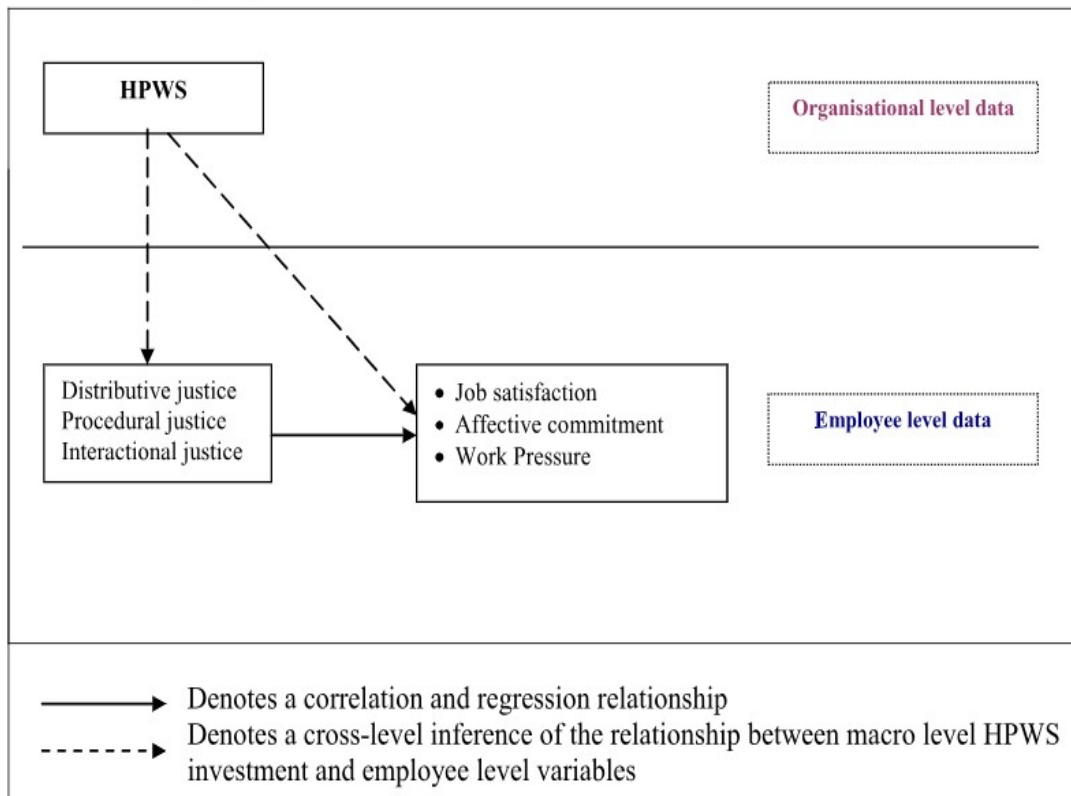 HPWS
Organisational level data
Distributive justice
Procedural justice
Interactional justice
• Job satisfaction
• Affective commitment
• Work Pressure
Employee level data
Denotes a correlation and regression relationship
Denotes a cross-level inference of the relationship between macro level HPWS
investment and employee level variables